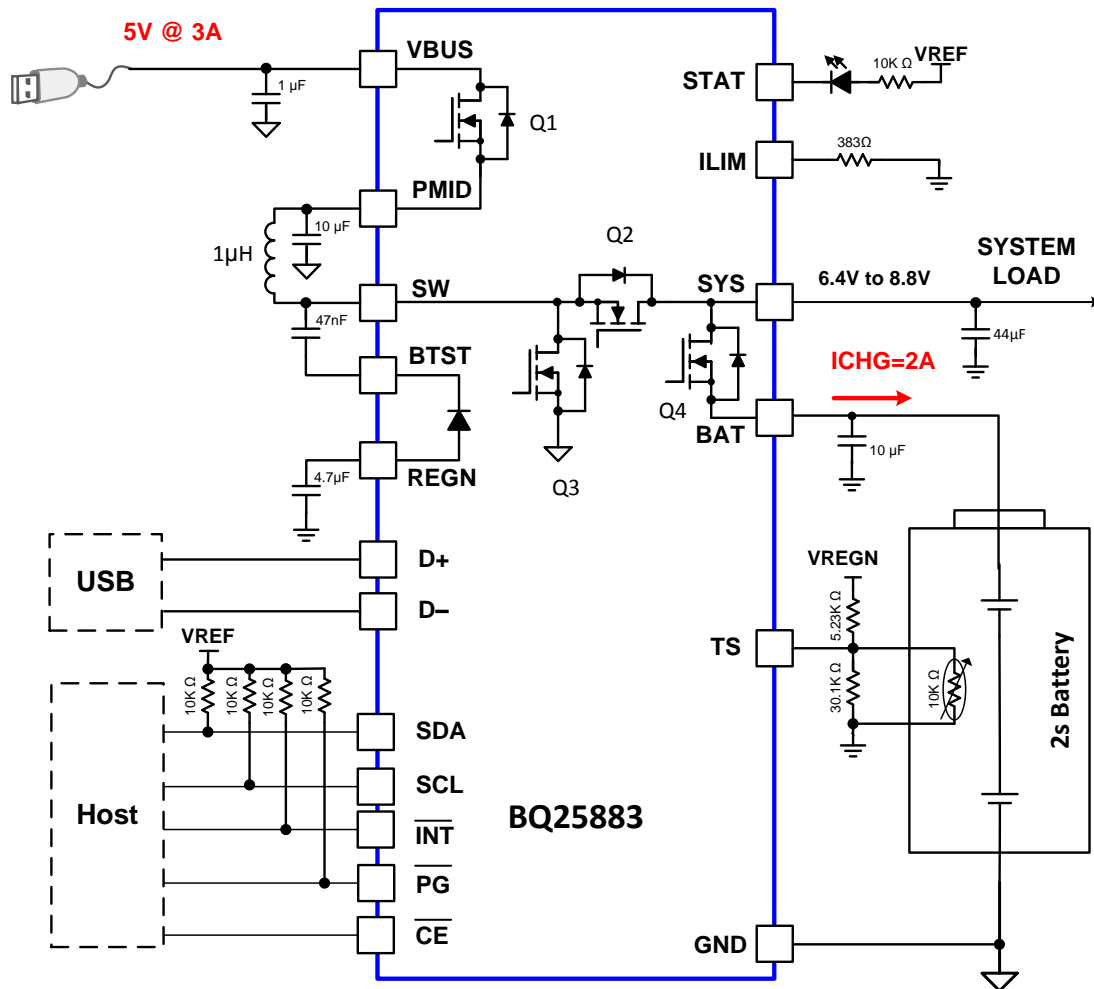 5V @ 3A
VBUS
1 µF
Q1
PMID
10 µF
1µH
SW
47nF
BTST
REGN
4.7µF
Q2
Q3
Q4
STAT
10K Ω
VREF
ILIM
383Ω
SYS
6.4V to 8.8V
SYSTEM
LOAD
44µF
ICHG=2A
BAT
10 µF
USB
D+
D–
VREF
10K Ω
10K Ω
10K Ω
10K Ω
Host
SDA
SCL
INT
PG
CE
BQ25883
VREGN
5.23K Ω
TS
30.1K Ω
10K Ω
2s Battery
GND